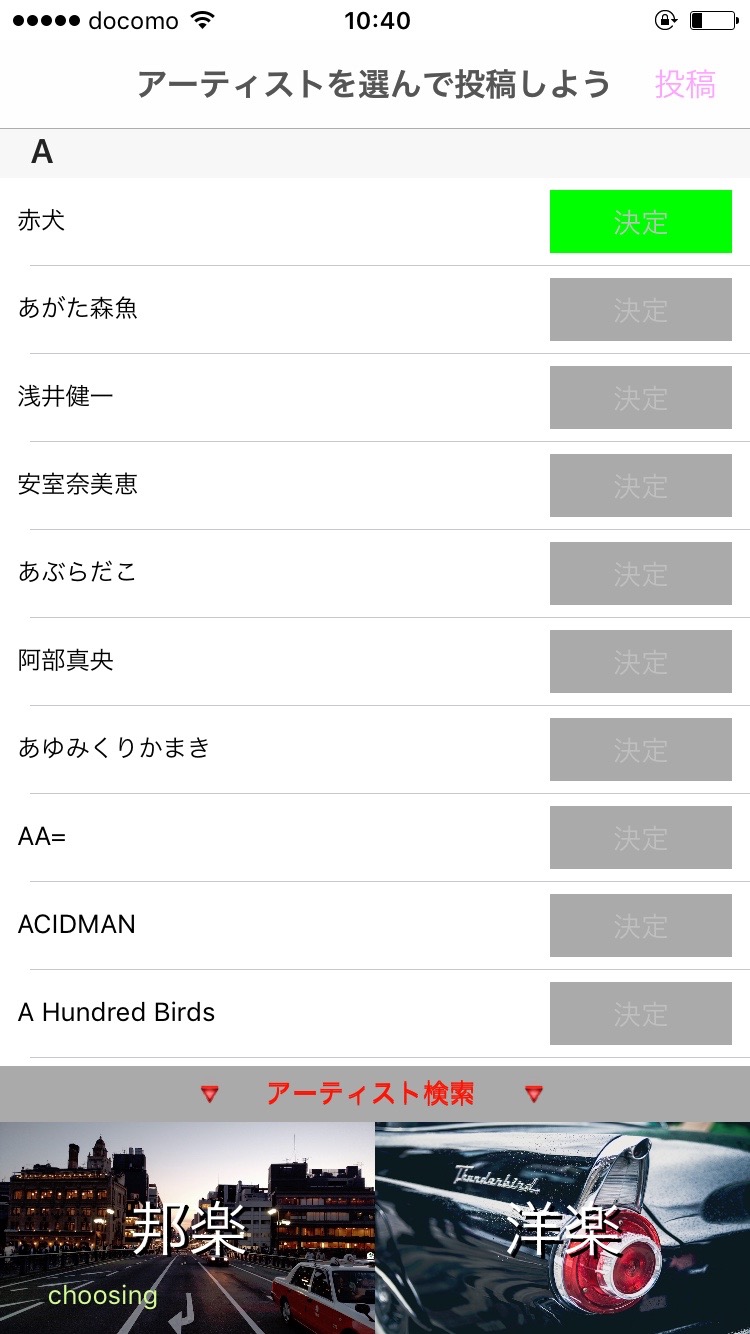 docomo 10:40
アーティストを選んで投稿しよう 投稿
A
赤犬 決定
あがた森魚 決定
浅井健一 決定
安室奈美恵 決定
あぶらだこ 決定
阿部真央 決定
あゆみくりかまき 決定
AA= 決定
ACIDMAN 決定
A Hundred Birds 決定
アーティスト検索
Thunderbird
邦楽 洋楽
choosing